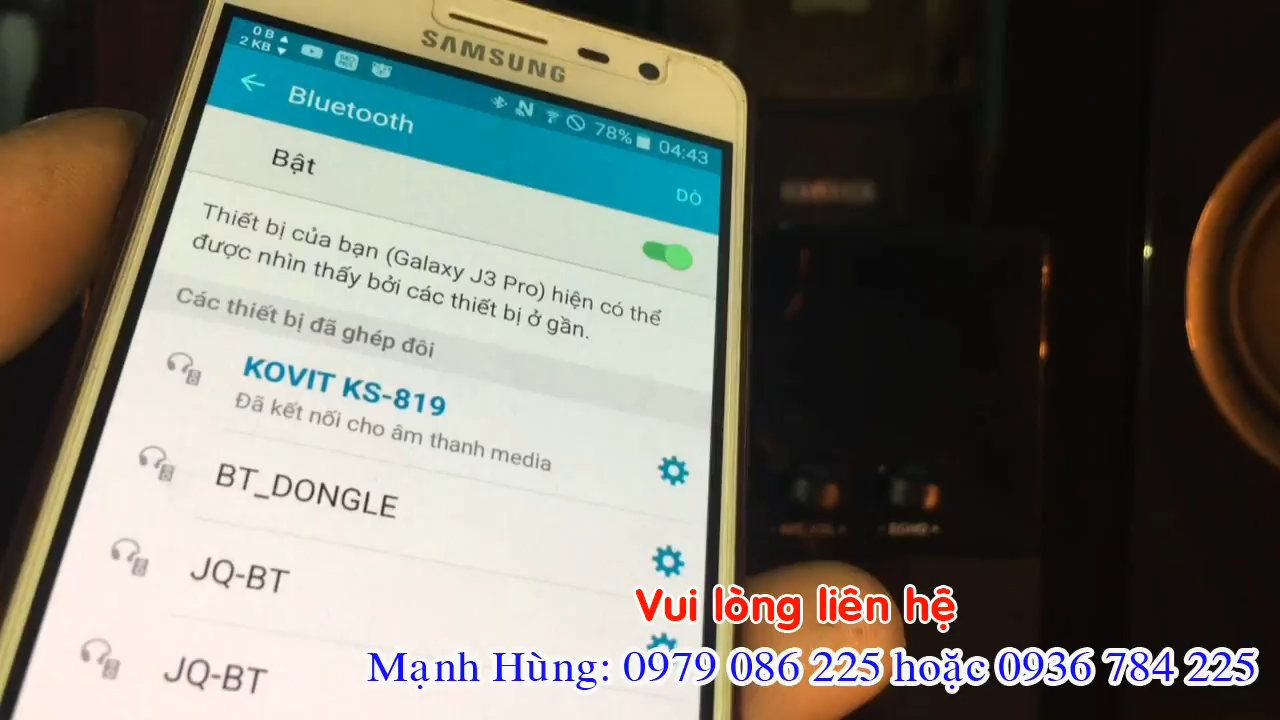 SAMSUNG
0 B
2 KB
78% 04:43
Bluetooth
DÒ
Bật
Thiết bị của bạn (Galaxy J3 Pro) hiện có thể
được nhìn thấy bởi các thiết bị ở gần.
Các thiết bị đã ghép đôi
KOVIT KS-819
Đã kết nối cho âm thanh media
BT_DONGLE
JQ-BT
JQ-BT
Vui lòng liên hệ
Mạnh Hùng: 0979 086 225 hoặc 0936 784 225